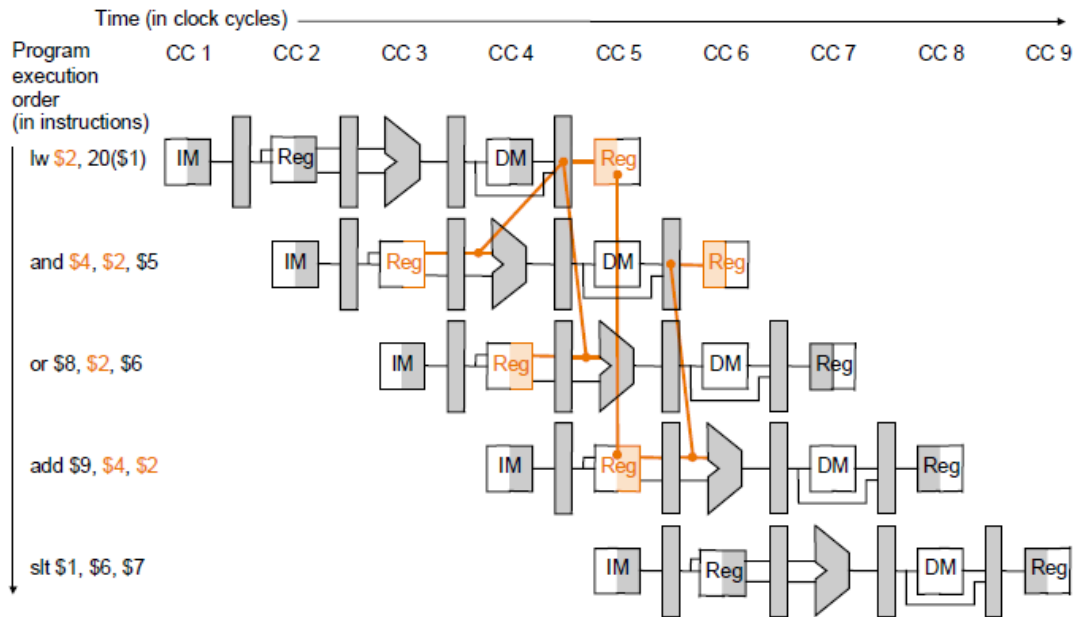 Time (in clock cycles)
Program
execution
order
(in instructions)
CC 1 CC 2 CC 3 CC 4 CC 5 CC 6 CC 7 CC 8 CC 9
lw $2, 20($1) IM Reg DM Reg
and $4, $2, $5 IM Reg DM Reg
or $8, $2, $6 IM Reg DM Reg
add $9, $4, $2 IM Reg DM Reg
slt $1, $6, $7 IM Reg DM Reg